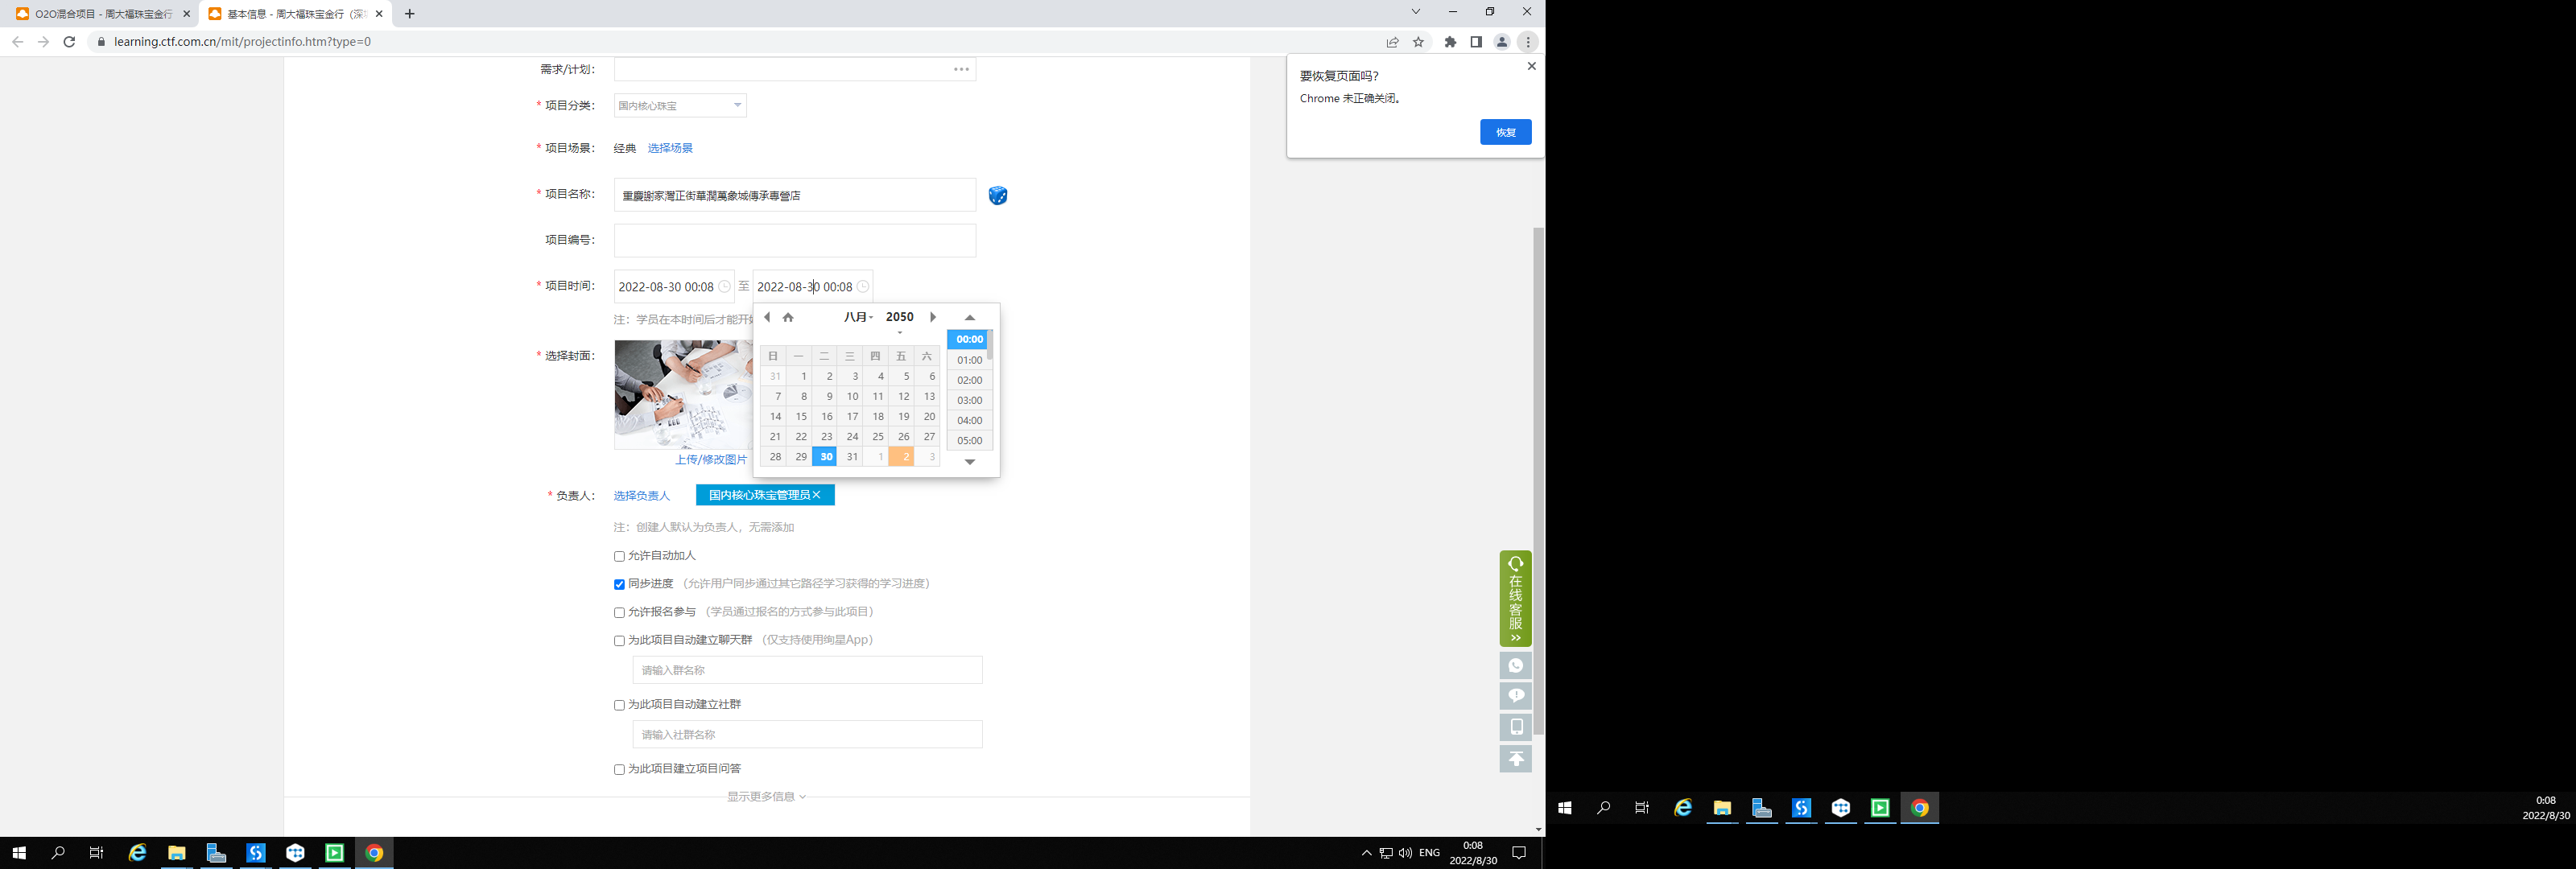 O2O混合项目 - 周大福珠宝金行
基本信息 - 周大福珠宝金行（深圳
learning.ctf.com.cn/mit/projectinfo.htm?type=0
要恢复页面吗?
Chrome 未正确关闭。
恢复
需求/计划：
* 项目分类： 国内核心珠宝
* 项目场景： 经典 选择场景
* 项目名称： 重慶謝家灣正街華潤萬象城傳承專營店
项目编号：
* 项目时间： 2022-08-30 00:08 至 2022-08-30 00:08
注：学员在本时间后才能开始
八月 2050
日 一 二 三 四 五 六
31 1 2 3 4 5 6
7 8 9 10 11 12 13
14 15 16 17 18 19 20
21 22 23 24 25 26 27
28 29 30 31 1 2 3
00:00
01:00
02:00
03:00
04:00
05:00
* 选择封面：
上传/修改图片
* 负责人： 选择负责人 国内核心珠宝管理员
注：创建人默认为负责人，无需添加
允许自动加人
同步进度 （允许用户同步通过其它路径学习获得的学习进度）
允许报名参与 （学员通过报名的方式参与此项目）
为此项目自动建立聊天群 （仅支持使用绚星App）
请输入群名称
为此项目自动建立社群
请输入社群名称
为此项目建立项目问答
显示更多信息
在线客服
ENG
0:08
2022/8/30
0:08
2022/8/30